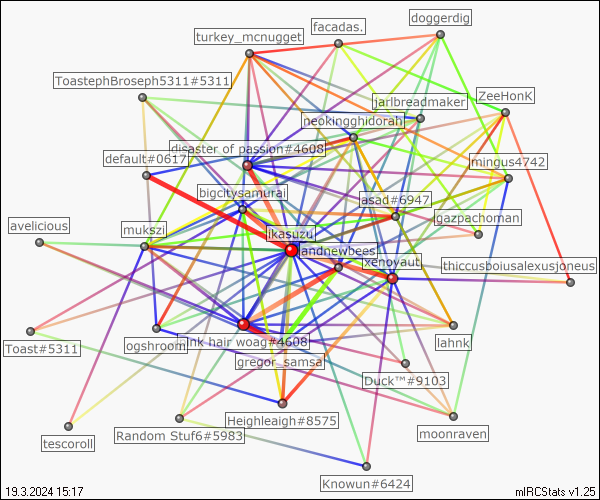 doggerdig
facadas.
turkey_mcnugget
ToastephBroseph5311#5311
ZeeHonK
jarlbreadmaker
neokingghidorah
disaster of passion#4608
default#0617
mingus4742
bigcitysamurai
asad#6947
gazpachoman
avelicious
mukszi
ikasuzu
landnewbees
xenoyaut
thiccusboiusalexusjoneus
Toast#5311
ogshroom
pink hair woag#4608
lahnk
gregor_samsa
Duck™#9103
Heighleaigh#8575
moonraven
tescoroll
Random Stuf6#5983
Knowun#6424
19.3.2024 15:17
mIRCStats v1.25